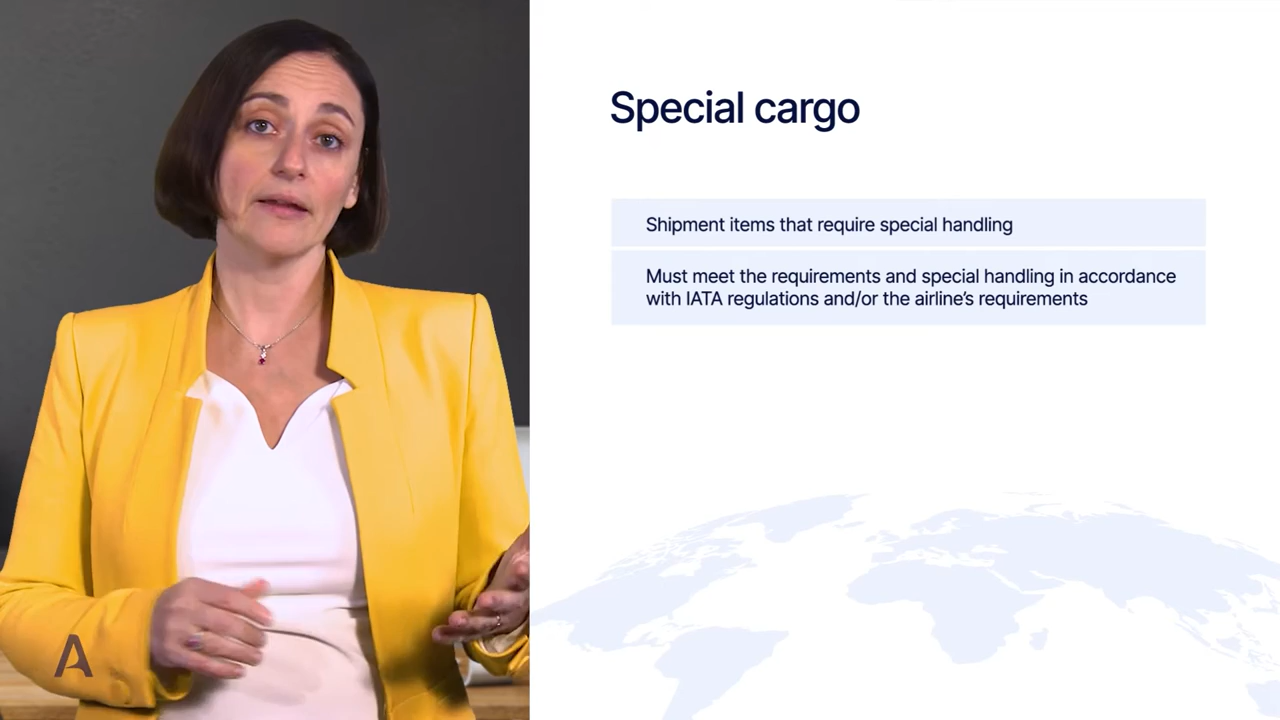 Special cargo
Shipment items that require special handling
Must meet the requirements and special handling in accordance
with IATA regulations and/or the airline's requirements
A